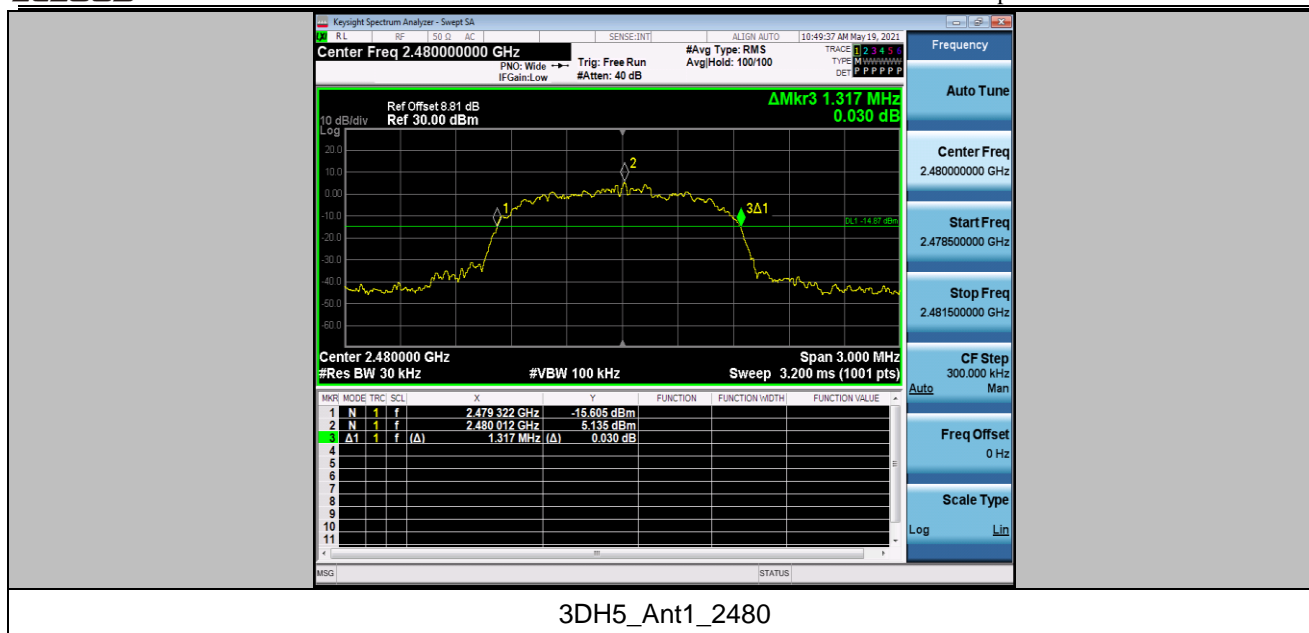 Keysight Spectrum Analyzer - Swept SA
RL RF 50 Ω AC SENSE:INT ALIGN AUTO 10:49:37 AM May 19, 2021
Center Freq 2.480000000 GHz
PNO: Wide
IFGain:Low
Trig: Free Run
#Atten: 40 dB
#Avg Type: RMS
Avg|Hold: 100/100
TRACE 1 2 3 4 5 6
TYPE M W W W W W
DET P P P P P P
Frequency
Auto Tune
Center Freq
2.480000000 GHz
Start Freq
2.478500000 GHz
Stop Freq
2.481500000 GHz
CF Step
300.000 kHz
Auto Man
Freq Offset
0 Hz
Scale Type
Log Lin
ΔMkr3 1.317 MHz
0.030 dB
Ref Offset 8.81 dB
10 dB/div Ref 30.00 dBm
Log
20.0
10.0
0.00
-10.0
-20.0
-30.0
-40.0
-50.0
-60.0
1
2
3Δ1
DL1 -14.87 dBm
Center 2.480000 GHz Span 3.000 MHz
#Res BW 30 kHz #VBW 100 kHz Sweep 3.200 ms (1001 pts)
MKR MODE TRC SCL X Y FUNCTION FUNCTION WIDTH FUNCTION VALUE
1 N 1 f 2.479 322 GHz -15.605 dBm
2 N 1 f 2.480 012 GHz 5.135 dBm
3 Δ1 1 f (Δ) 1.317 MHz (Δ) 0.030 dB
4
5
6
7
8
9
10
11
MSG STATUS
3DH5_Ant1_2480